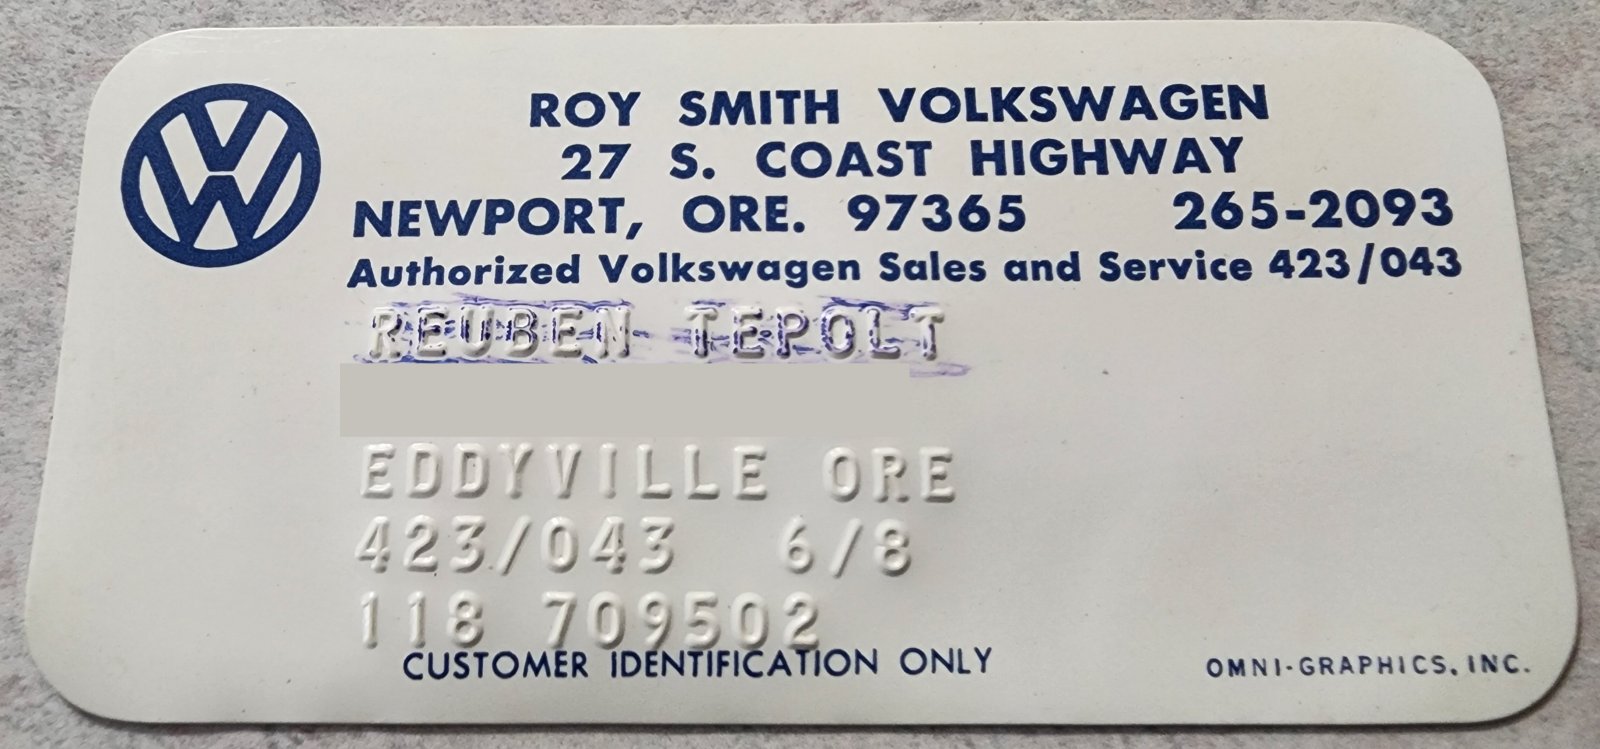 ROY SMITH VOLKSWAGEN
27 S. COAST HIGHWAY
NEWPORT, ORE. 97365 265-2093
Authorized Volkswagen Sales and Service 423/043
REUBEN TEPOLT
EDDYVILLE ORE
423/043 6/8
118 709502
CUSTOMER IDENTIFICATION ONLY
OMNI-GRAPHICS, INC.